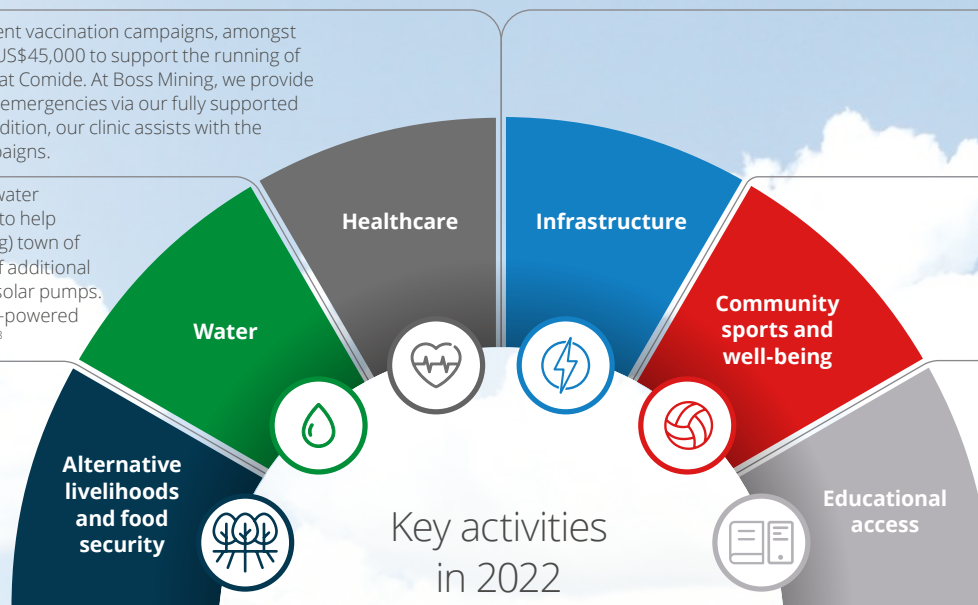 ent vaccination campaigns, amongst
US$45,000 to support the running of
at Comide. At Boss Mining, we provide
emergencies via our fully supported
dition, our clinic assists with the
paigns.
water
to help
g) town of
f additional
solar pumps.
-powered
3
Healthcare
Infrastructure
Water
Community
sports and
well-being
Alternative
livelihoods
and food
security
Educational
access
Key activities
in 2022